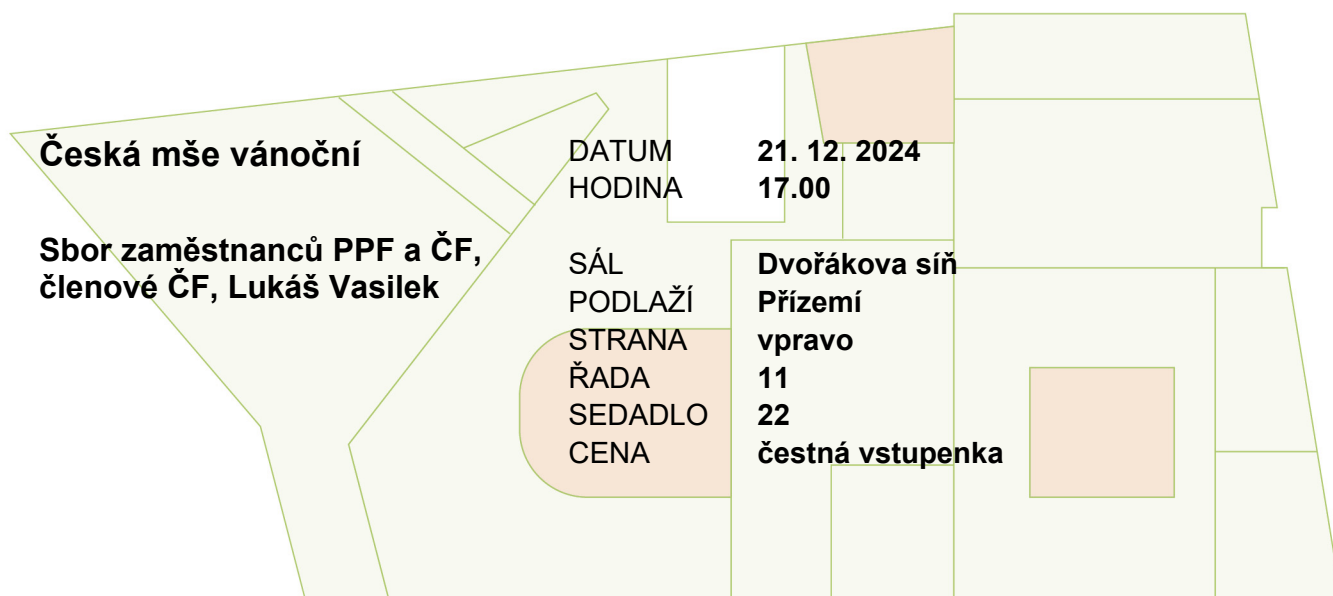 Česká mše vánoční
Sbor zaměstnanců PPF a ČF,
členové ČF, Lukáš Vasilek
DATUM 21. 12. 2024
HODINA 17.00
SÁL Dvořákova síň
PODLAŽÍ Přízemí
STRANA vpravo
ŘADA 11
SEDADLO 22
CENA čestná vstupenka